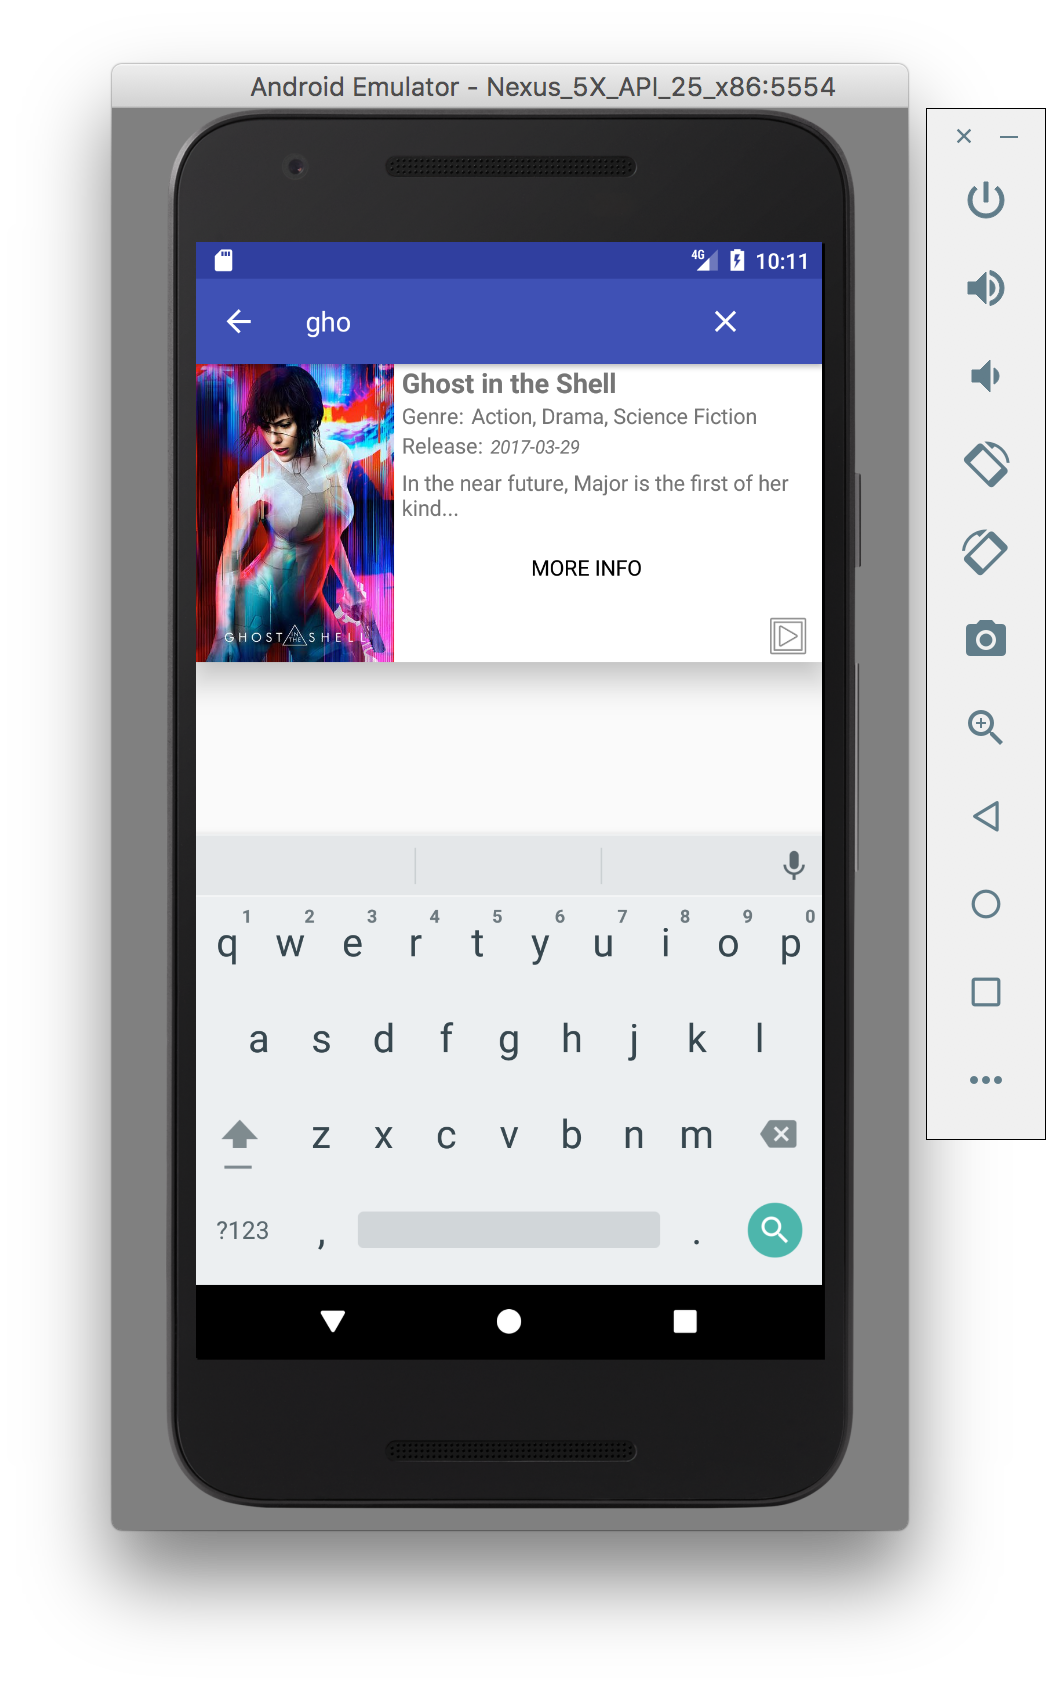 Android Emulator - Nexus_5X_API_25_x86:5554
4G 10:11
gho
Ghost in the Shell
Genre: Action, Drama, Science Fiction
Release: 2017-03-29
In the near future, Major is the first of her
kind...
MORE INFO
GHOST IN THE SHELL
1 2 3 4 5 6 7 8 9 0
q w e r t y u i o p
a s d f g h j k l
z x c v b n m
?123 , .